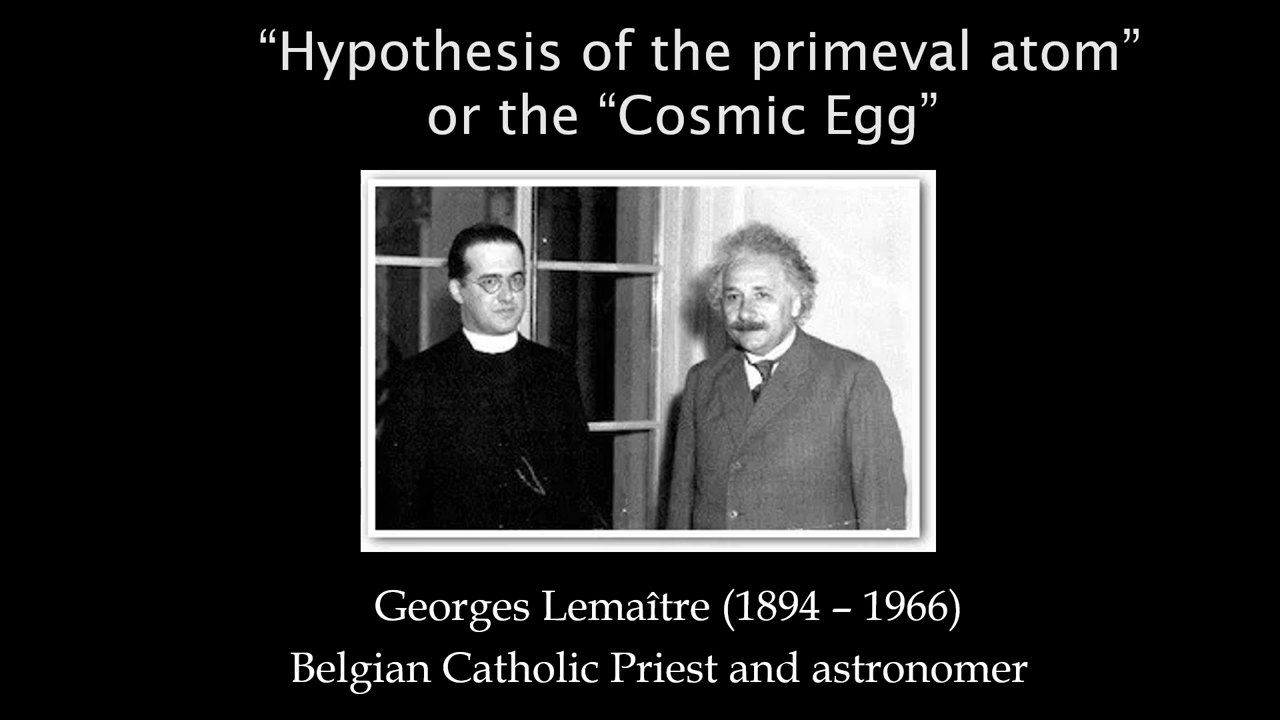 “Hypothesis of the primeval atom”
or the “Cosmic Egg”
Georges Lemaître (1894 – 1966)
Belgian Catholic Priest and astronomer